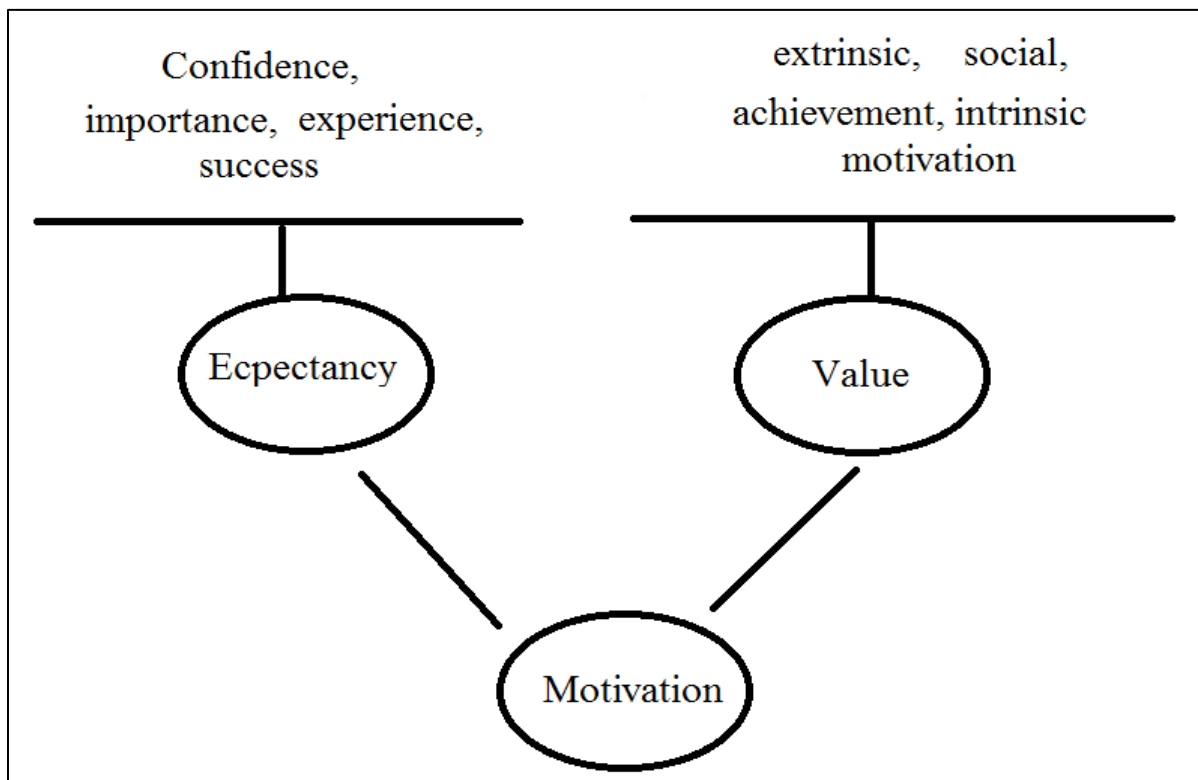 Confidence,
importance, experience,
success
extrinsic, social,
achievement, intrinsic
motivation
Ecpectancy
Value
Motivation